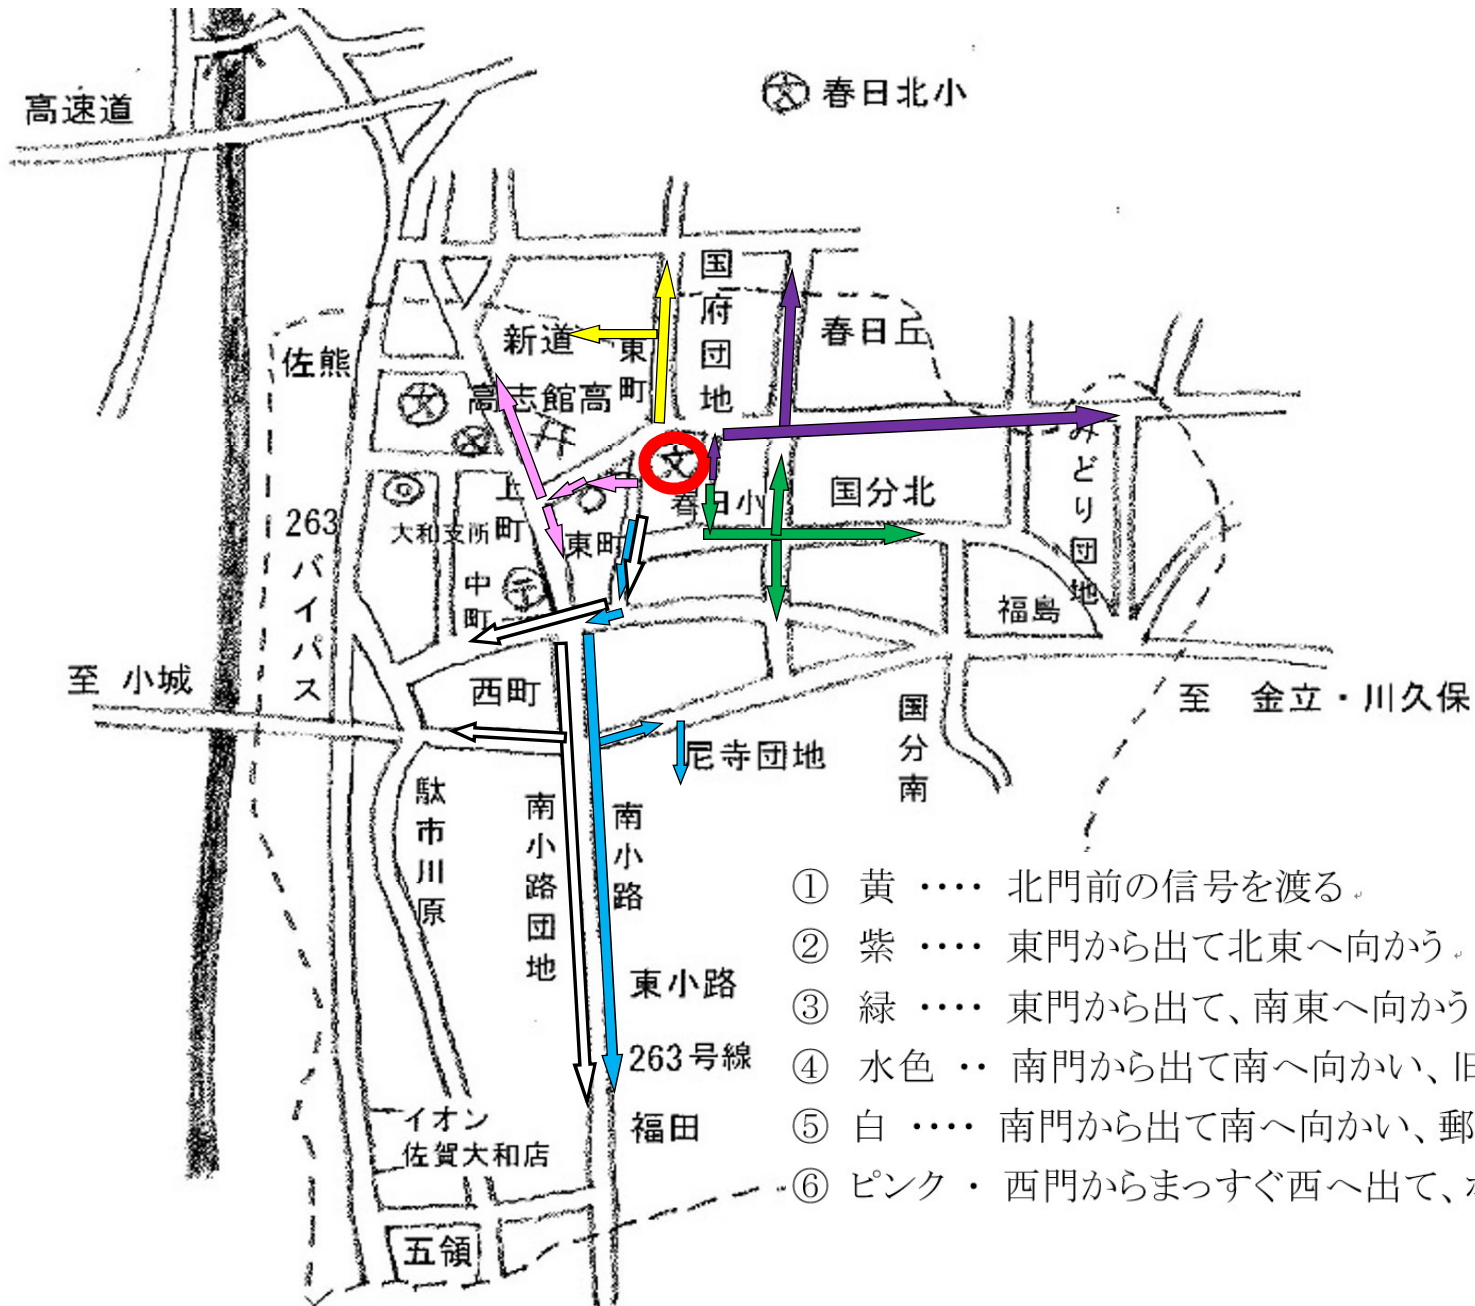 春日北小
高速道
国府団地
新道
東町
春日丘
佐熊
高志館高
みどり団地
上町
春日小
国分北
263バイパス
大和支所
東町
中町
福島
至 小城
西町
国分南
至 金立・川久保
尼寺団地
駄市川原
南小路団地
南小路
東小路
263号線
福田
イオン
佐賀大和店
五領
① 黄 ‥‥ 北門前の信号を渡る
② 紫 ‥‥ 東門から出て北東へ向かう
③ 緑 ‥‥ 東門から出て、南東へ向かう
④ 水色 ‥ 南門から出て南へ向かい、
⑤ 白 ‥‥ 南門から出て南へ向かい、郵
⑥ ピンク ・ 西門からまっすぐ西へ出て、